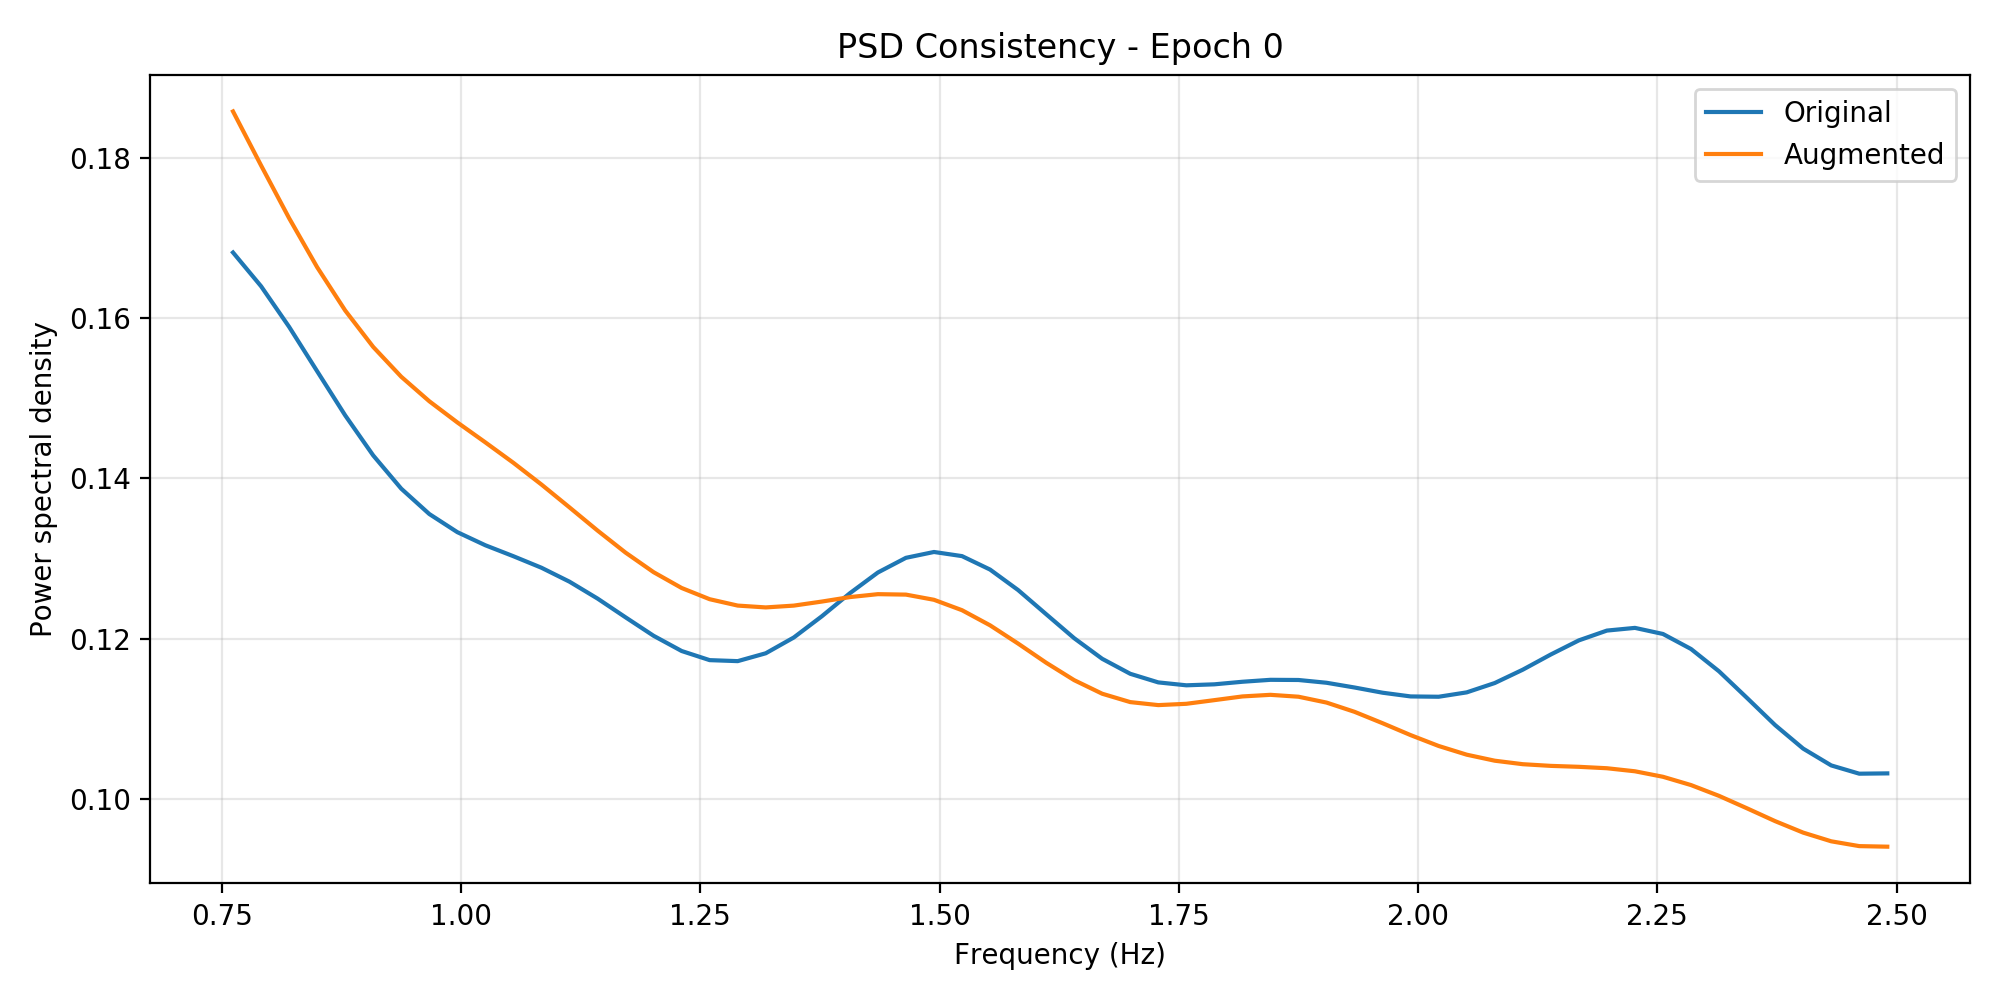 PSD Consistency - Epoch 0
Original
Augmented
Power spectral density
0.18
0.16
0.14
0.12
0.10
0.75 1.00 1.25 1.50 1.75 2.00 2.25 2.50
Frequency (Hz)